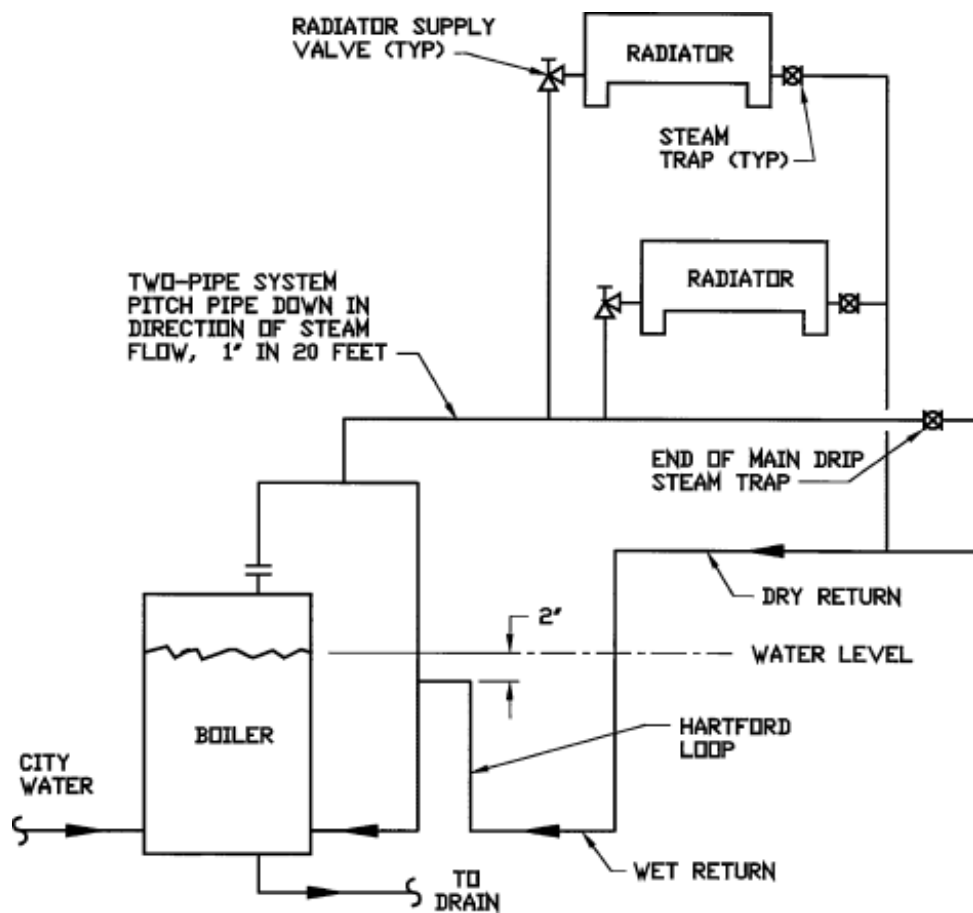 RADIATOR SUPPLY
VALVE (TYP)
RADIATOR
STEAM
TRAP (TYP)
RADIATOR
TWO-PIPE SYSTEM
PITCH PIPE DOWN IN
DIRECTION OF STEAM
FLOW, 1" IN 20 FEET
END OF MAIN DRIP
STEAM TRAP
DRY RETURN
2"
WATER LEVEL
BOILER
HARTFORD
LOOP
CITY
WATER
WET RETURN
TO
DRAIN